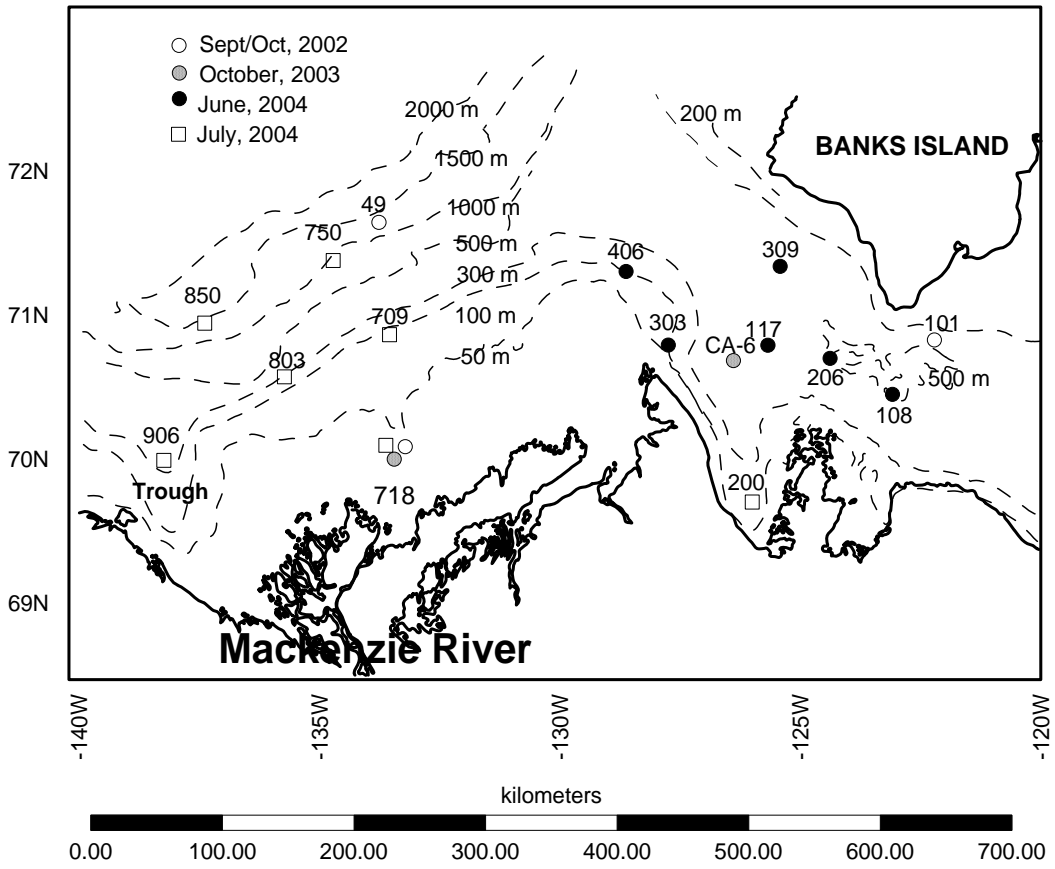 Sept/Oct, 2002
October, 2003
June, 2004
July, 2004
2000 m
1500 m
1000 m
500 m
300 m
100 m
50 m
200 m
BANKS ISLAND
72N
71N
70N
69N
49
750
850
709
803
906
Trough
718
406
309
303
CA-6
117
101
206
500 m
108
200
Mackenzie River
-140W
-135W
-130W
-125W
-120W
kilometers
0.00
100.00
200.00
300.00
400.00
500.00
600.00
700.00